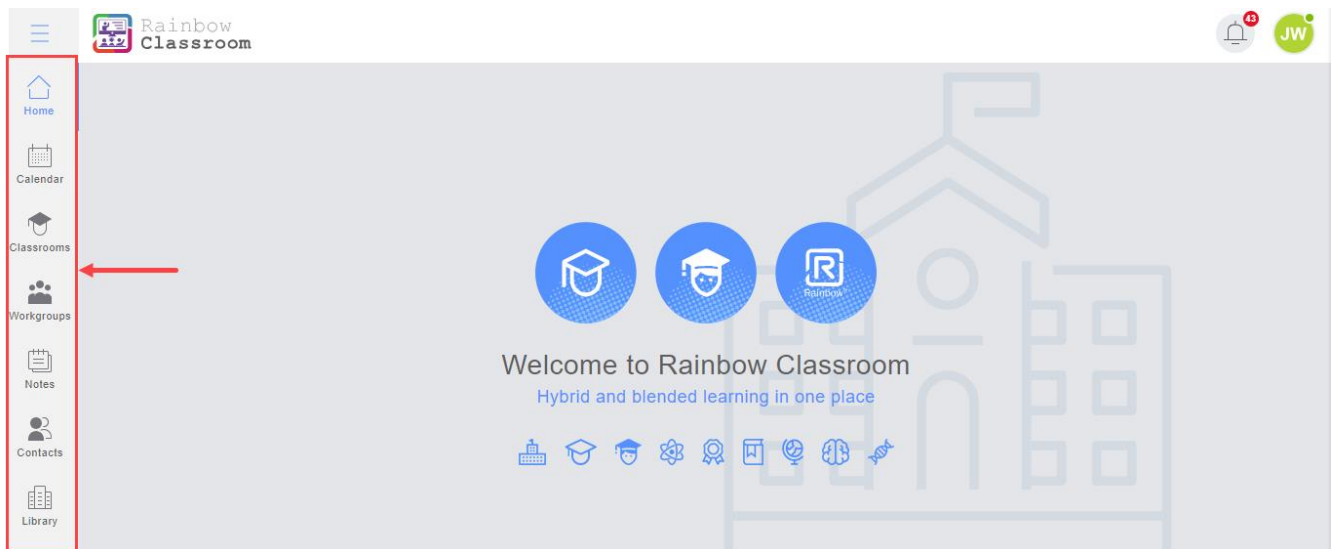 Rainbow
Classroom
43
JW
Home
Calendar
Classrooms
Workgroups
Notes
Contacts
Library
R
Rainbow
Welcome to Rainbow Classroom
Hybrid and blended learning in one place